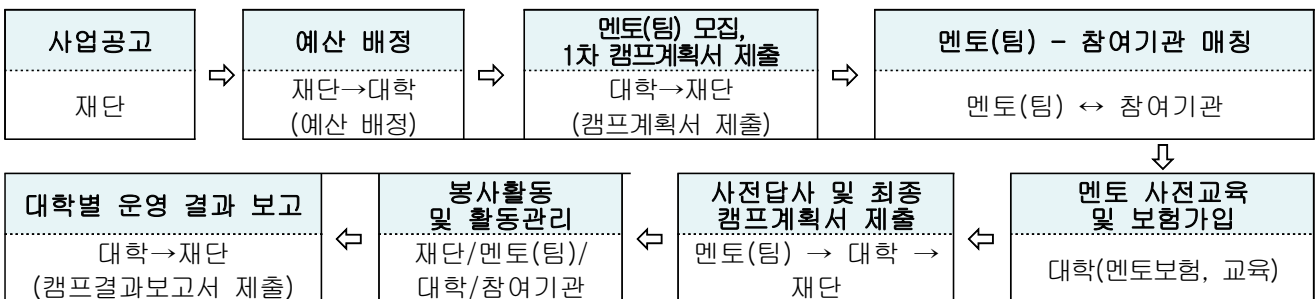 사업공고
재단
⇨
예산 배정
재단→대학
(예산 배정)
⇨
멘토(팀) 모집,
1차 캠프계획서 제출
대학→재단
(캠프계획서 제출)
⇨
멘토(팀) - 참여기관 매칭
멘토(팀) ↔ 참여기관
⇩
멘토 사전교육
및 보험가입
대학(멘토보험, 교육)
⇦
사전답사 및 최종
캠프계획서 제출
멘토(팀) → 대학 →
재단
⇦
봉사활동
및 활동관리
재단/멘토(팀)/
대학/참여기관
⇦
대학별 운영 결과 보고
대학→재단
(캠프결과보고서 제출)